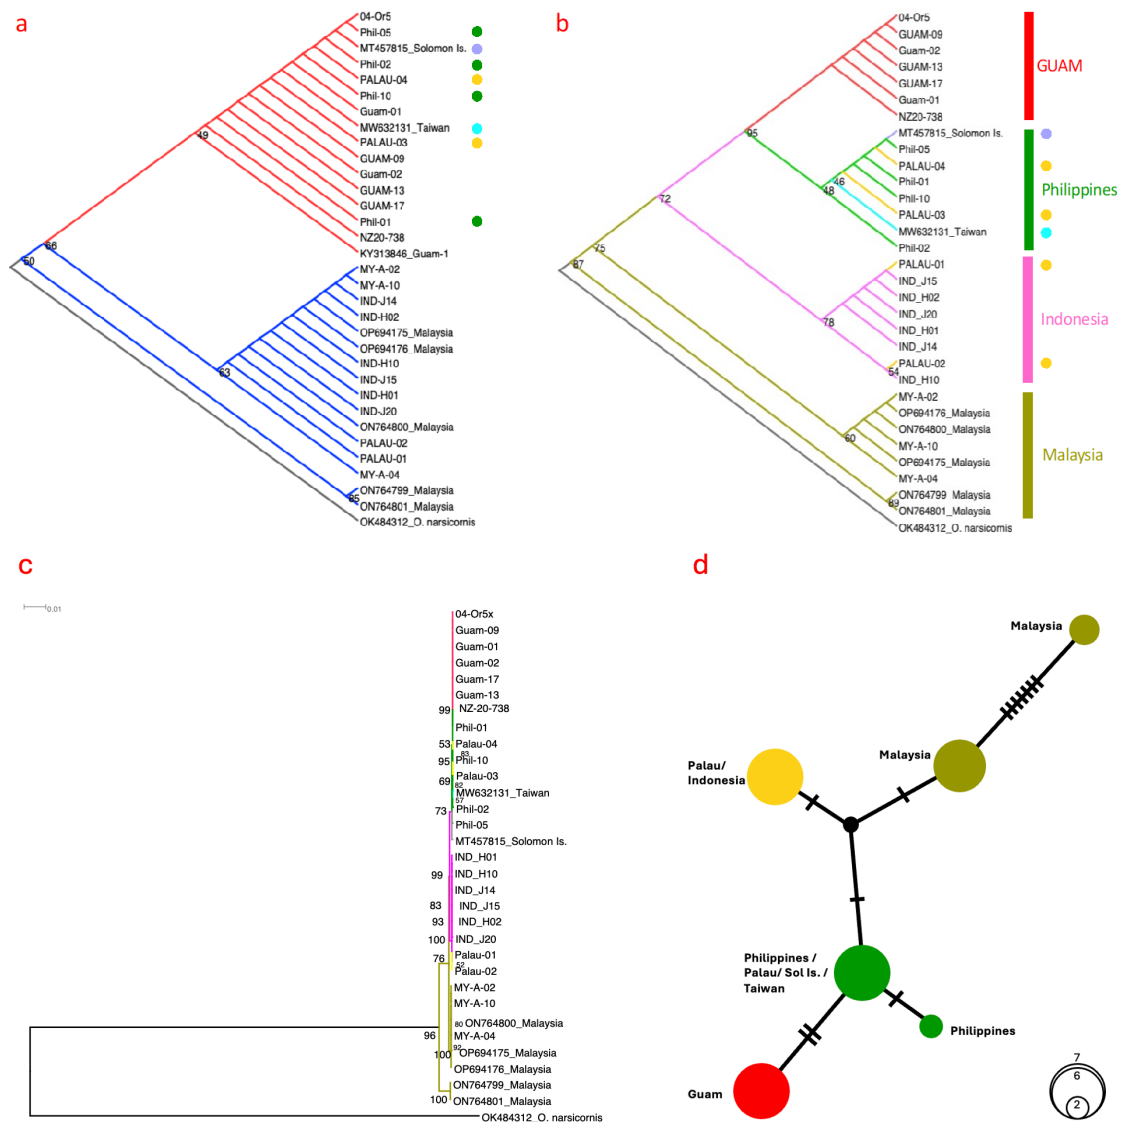 a
04-Or5
Phil-05
MT457815_Solomon Is.
Phil-02
PALAU-04
Phil-10
Guam-01
MW632131_Taiwan
PALAU-03
GUAM-09
Guam-02
GUAM-13
GUAM-17
Phil-01
NZ20-738
KY313846_Guam-1
MY-A-02
MY-A-10
IND-J14
IND-H02
OP694175_Malaysia
OP694176_Malaysia
IND-H10
IND-J15
IND-H01
IND-J20
ON764800_Malaysia
PALAU-02
PALAU-01
MY-A-04
ON764799_Malaysia
ON764801_Malaysia
OK484312_O. narsicornis
49
66
50
63
85
b
04-Or5
GUAM-09
Guam-02
GUAM-13
GUAM-17
Guam-01
NZ20-738
MT457815_Solomon Is.
Phil-05
PALAU-04
Phil-01
Phil-10
PALAU-03
MW632131_Taiwan
Phil-02
PALAU-01
IND_J15
IND_H02
IND_J20
IND_H01
IND_J14
PALAU-02
IND_H10
MY-A-02
OP694176_Malaysia
ON764800_Malaysia
MY-A-10
OP694175_Malaysia
MY-A-04
ON764799_Malaysia
ON764801_Malaysia
OK484312_O. narsicornis
95
46
48
72
75
87
78
54
60
89
GUAM
Philippines
Indonesia
Malaysia
c
0.01
04-Or5x
Guam-09
Guam-01
Guam-02
Guam-17
Guam-13
99 NZ-20-738
Phil-01
53 Palau-04
83
95 Phil-10
Palau-03
69
82
MW632131_Taiwan
57
73 Phil-02
Phil-05
MT457815_Solomon Is.
IND_H01
99 IND_H10
IND_J14
83 IND_J15
93 IND_H02
100 IND_J20
76 Palau-01
52
Palau-02
MY-A-02
MY-A-10
80 ON764800_Malaysia
96 MY-A-04
92
100 OP694175_Malaysia
OP694176_Malaysia
ON764799_Malaysia
100 ON764801_Malaysia
OK484312_O. narsicornis
d
Malaysia
Malaysia
Palau/
Indonesia
Philippines /
Palau/ Sol Is. /
Taiwan
Philippines
Guam
7
6
2